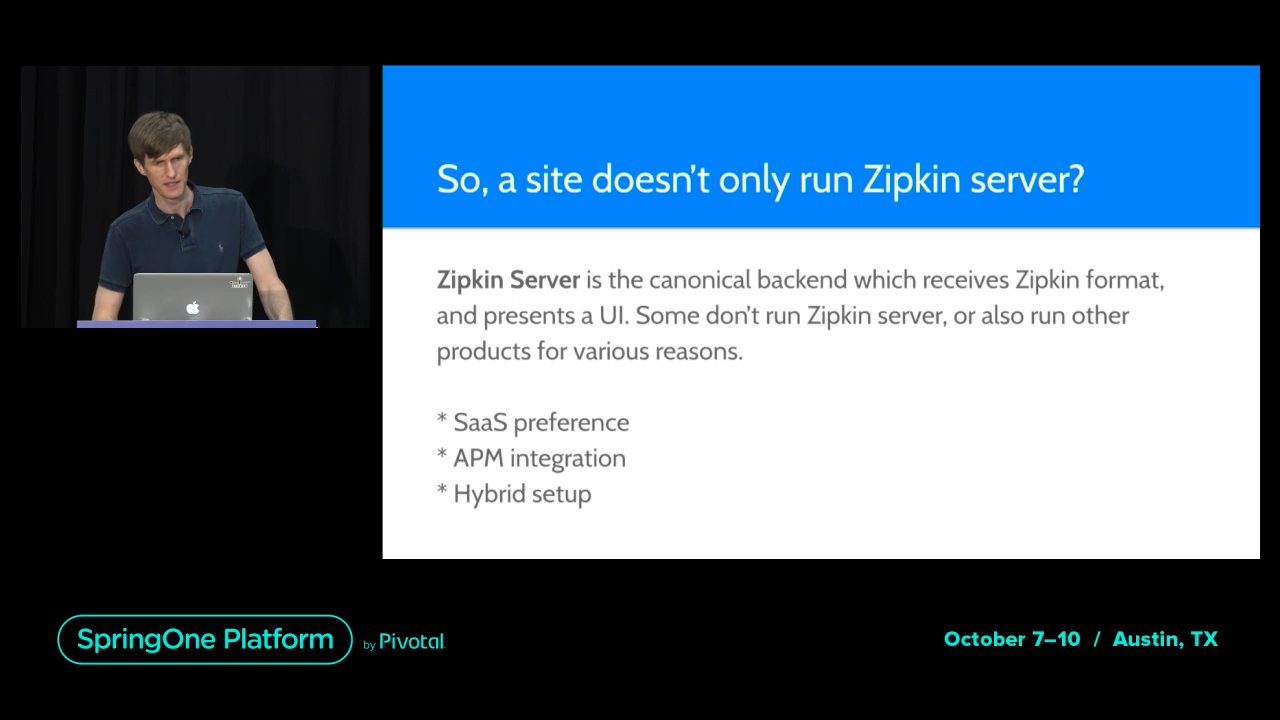 So, a site doesn't only run Zipkin server?
Zipkin Server is the canonical backend which receives Zipkin format,
and presents a UI. Some don't run Zipkin server, or also run other
products for various reasons.
* SaaS preference
* APM integration
* Hybrid setup
SpringOne Platform by Pivotal
October 7–10 / Austin, TX